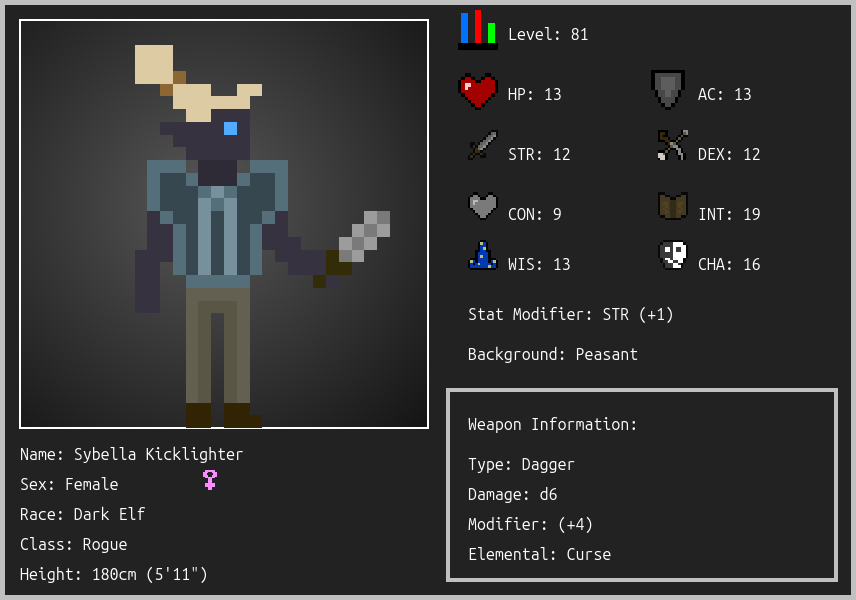 Level: 81
HP: 13
AC: 13
STR: 12
DEX: 12
CON: 9
INT: 19
WIS: 13
CHA: 16
Stat Modifier: STR (+1)
Background: Peasant
Weapon Information:
Type: Dagger
Damage: d6
Modifier: (+4)
Elemental: Curse
Name: Sybella Kicklighter
Sex: Female
Race: Dark Elf
Class: Rogue
Height: 180cm (5'11")